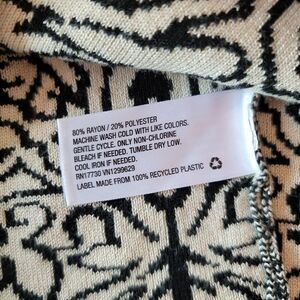 80% RAYON / 20% POLYESTER
MACHINE WASH COLD WITH LIKE COLORS.
GENTLE CYCLE. ONLY NON-CHLORINE
BLEACH IF NEEDED. TUMBLE DRY LOW.
COOL IRON IF NEEDED.
RN17730 VN1299629
LABEL MADE FROM 100% RECYCLED PLASTIC